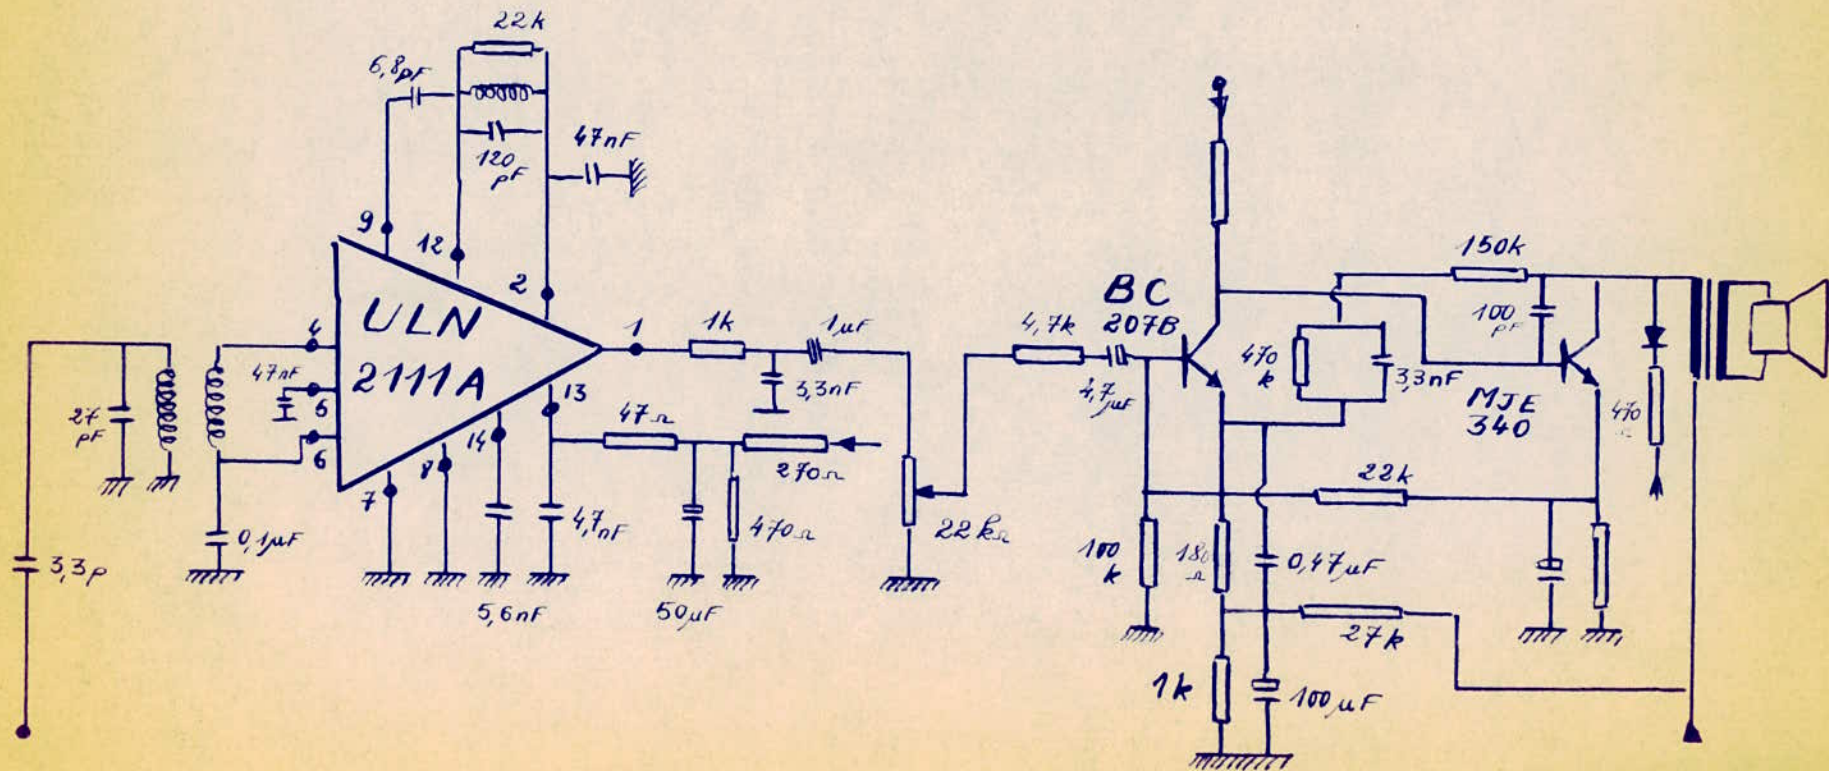 22k
6,8pF
120
pF
47nF
9
12
2
ULN
2111A
4
47nF
5
6
27
pF
0,1µF
3,3p
7
8
14
13
1
1k
1µF
3,3nF
47Ω
270Ω
4,7nF
470Ω
5,6nF
50µF
22kΩ
4,7k
4,7
µF
BC
207B
100
k
180
Ω
0,47µF
1k
100µF
27k
22k
470
k
3,3nF
150k
100
pF
MJE
340
470
Ω